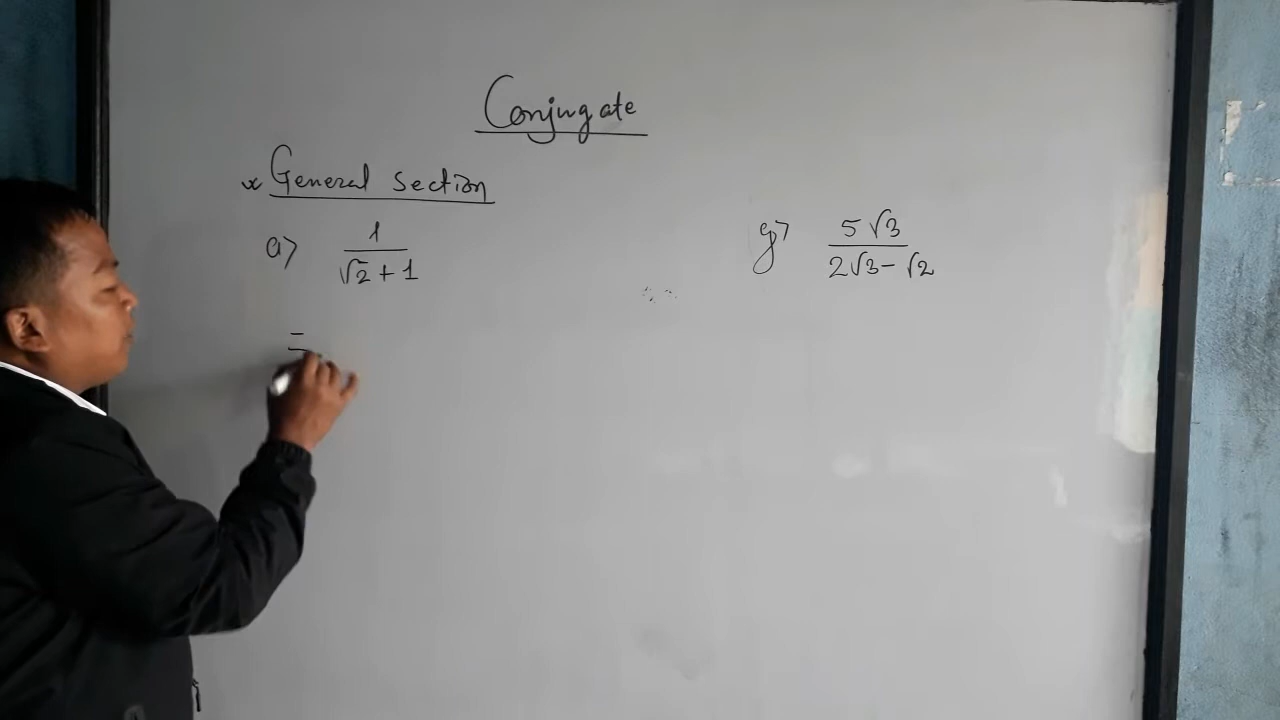 Conjugate
* General section
a> 1/(√2+1)
=
g> 5√3/(2√3-√2)